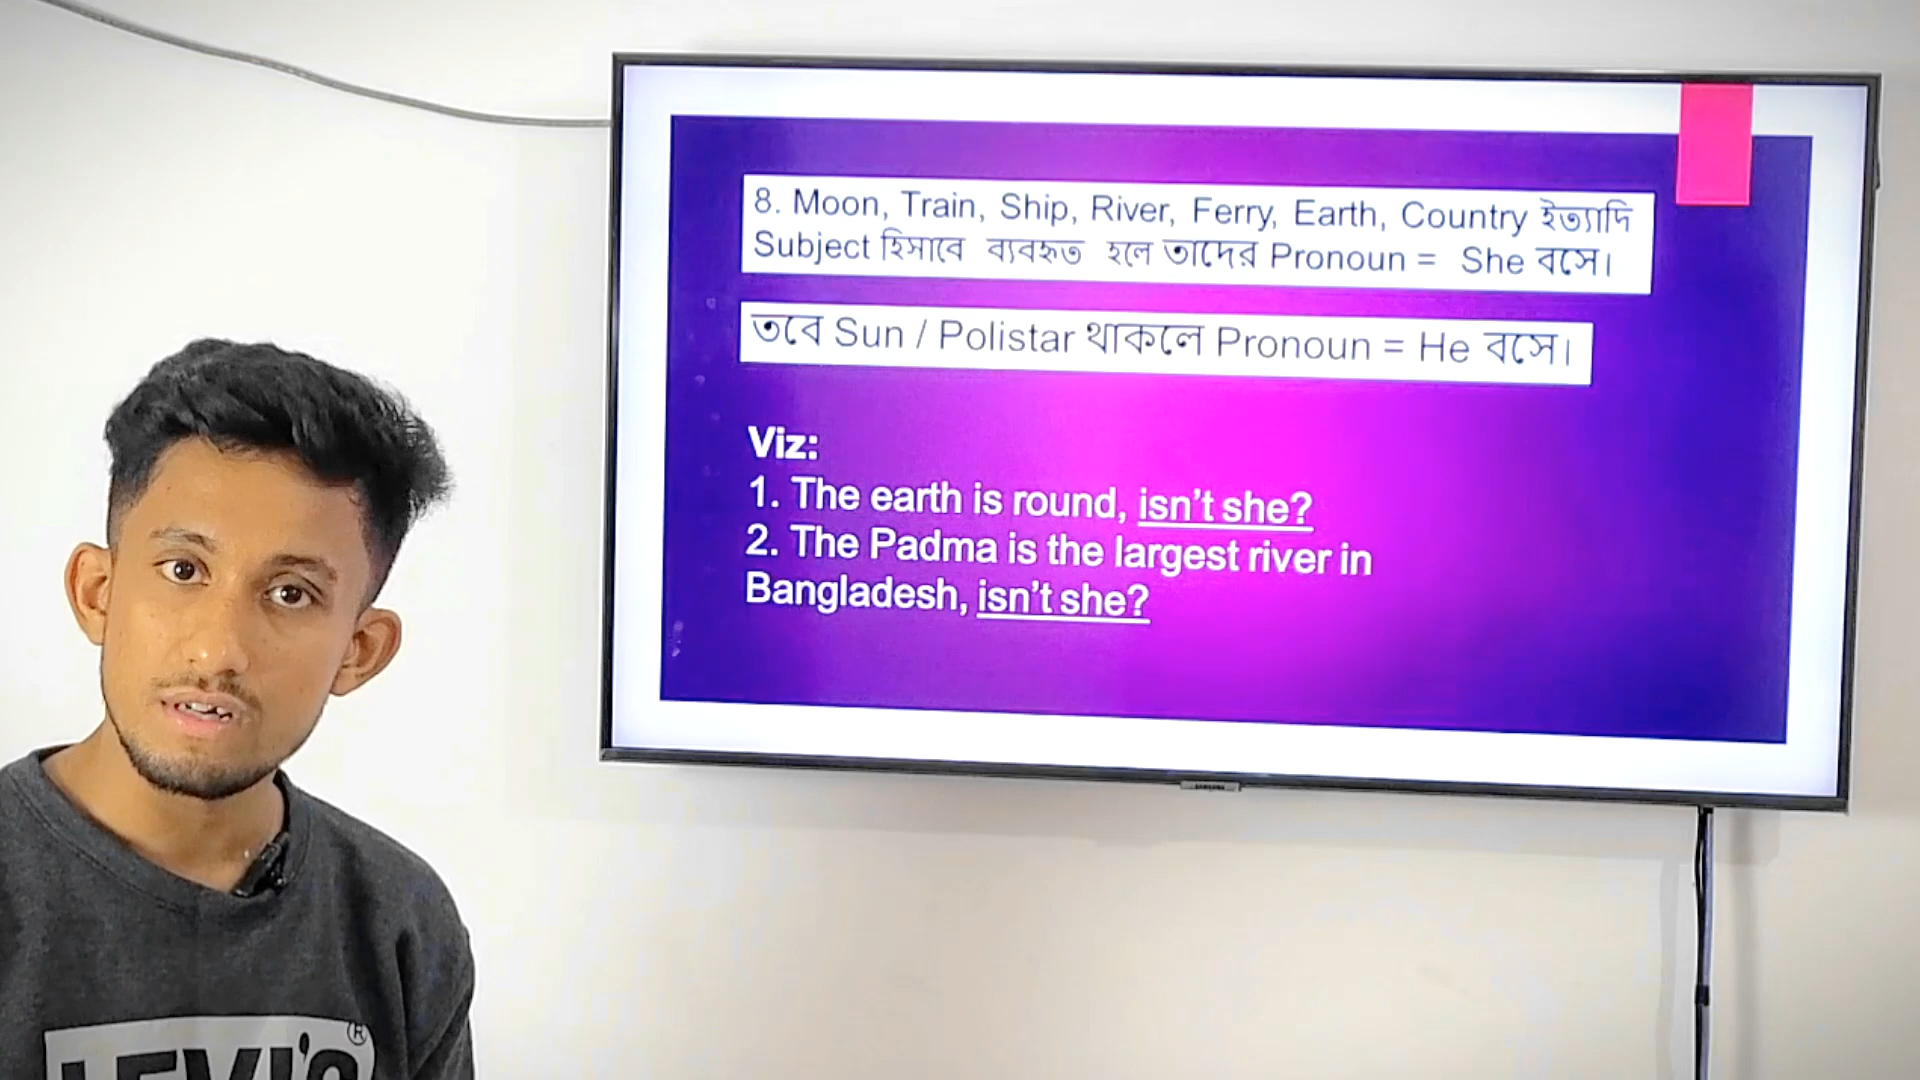 8. Moon, Train, Ship, River, Ferry, Earth, Country ইত্যাদি
Subject হিসাবে ব্যবহৃত হলে তাদের Pronoun = She বসে।
তবে Sun / Polistar থাকলে Pronoun = He বসে।
Viz:
1. The earth is round, isn't she?
2. The Padma is the largest river in
Bangladesh, isn't she?
SAMSUNG
LEVI'S ®